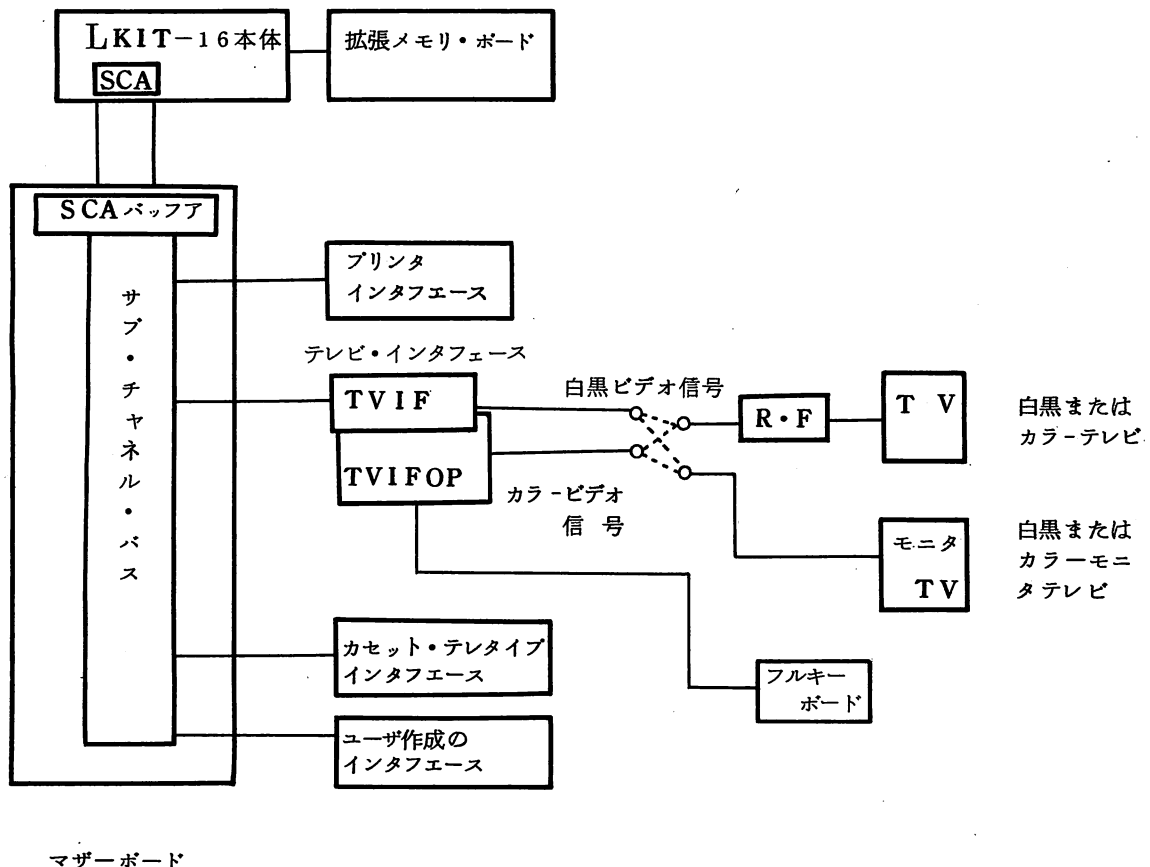 LKIT-16本体
SCA
拡張メモリ・ボード
SCAバッフア
サブ・チャネル・バス
プリンタ
インタフエース
テレビ・インタフェース
TVIF
TVIFOP
白黒ビデオ信号
カラ-ビデオ
信号
R・F
TV
白黒または
カラ-テレビ
モニタ
TV
白黒または
カラーモニ
タテレビ
カセット・テレタイプ
インタフエース
フルキー
ボード
ユーザ作成の
インタフエース
マザーボード